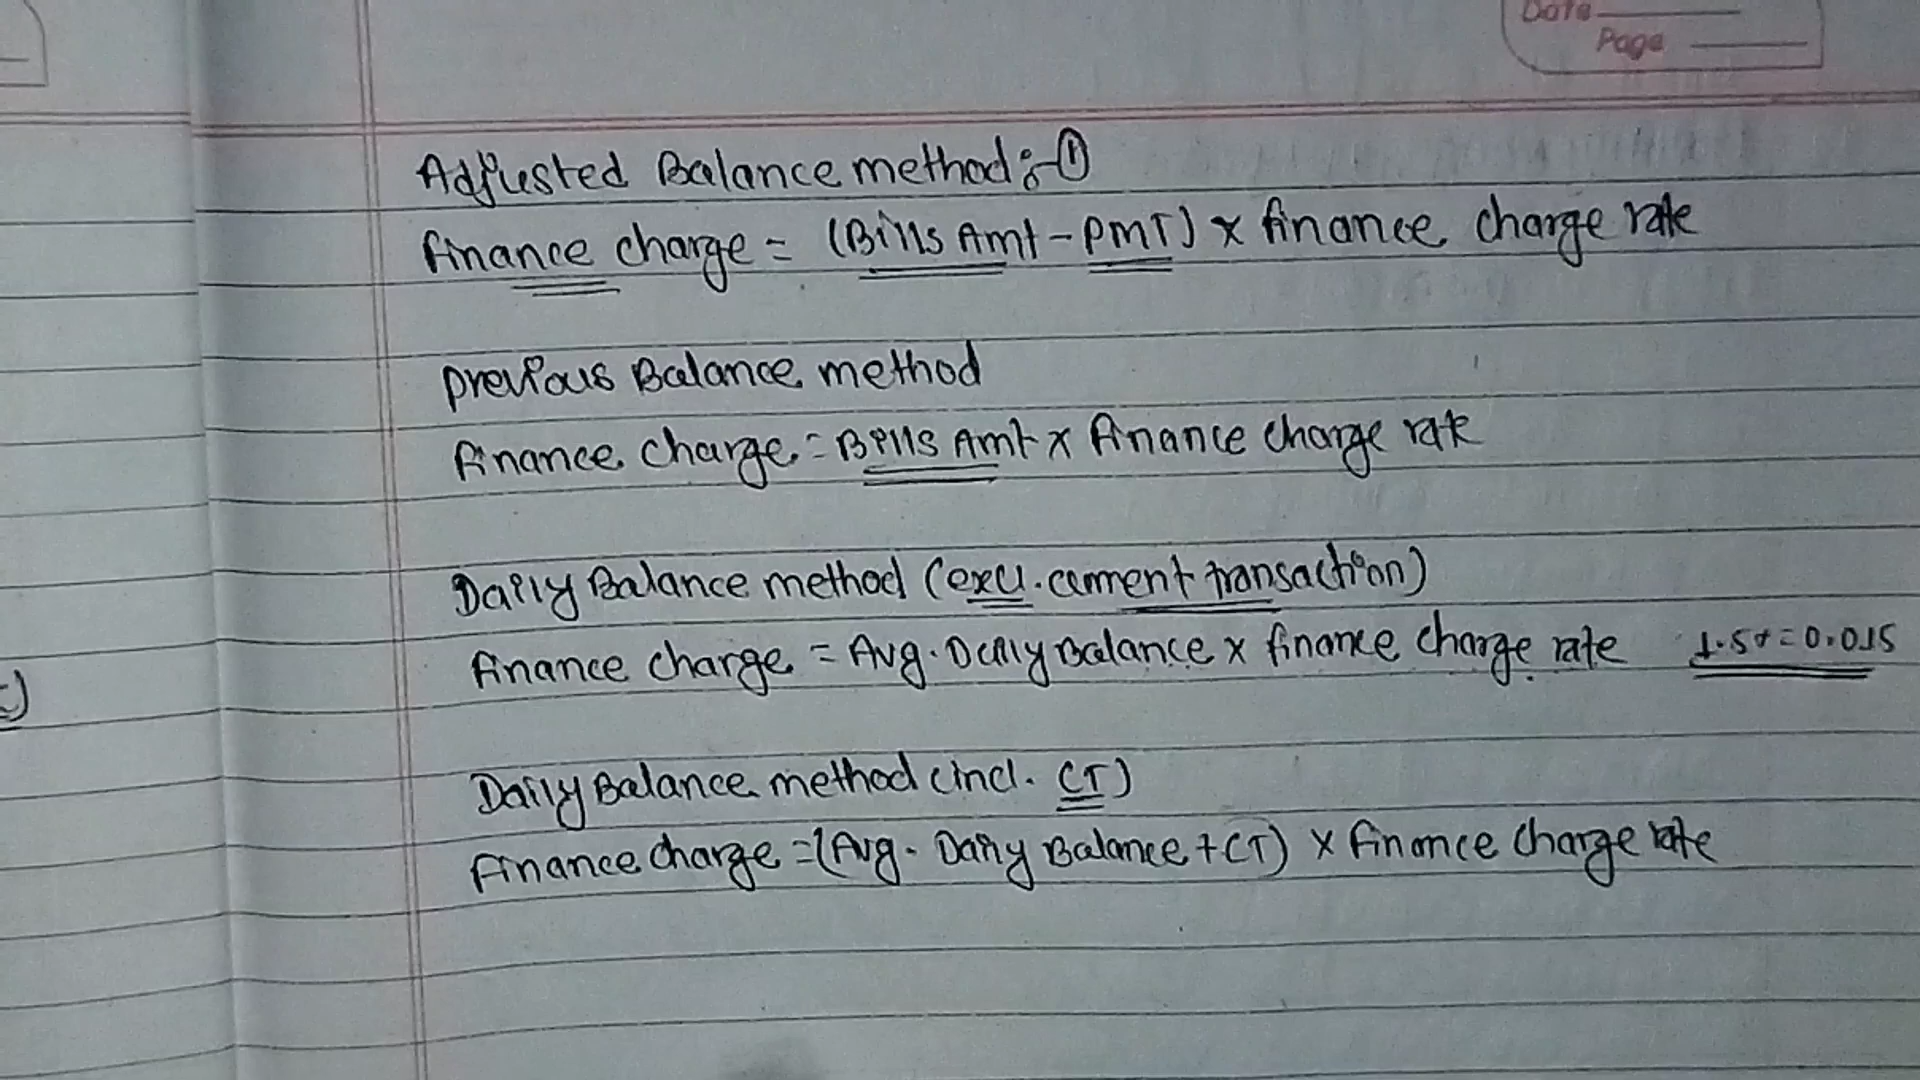 Date
Page
Adjusted Balance method:-①
finance charge = (Bills Amt - PMT) x finance charge rate
previous Balance method
finance charge = Bills Amt x finance charge rate
Daily Balance method (excl. current transaction)
finance charge = Avg. Daily Balance x finance charge rate 1.5% = 0.015
Daily Balance method (incl. CT)
finance charge = (Avg. Daily Balance + CT) x finance charge rate